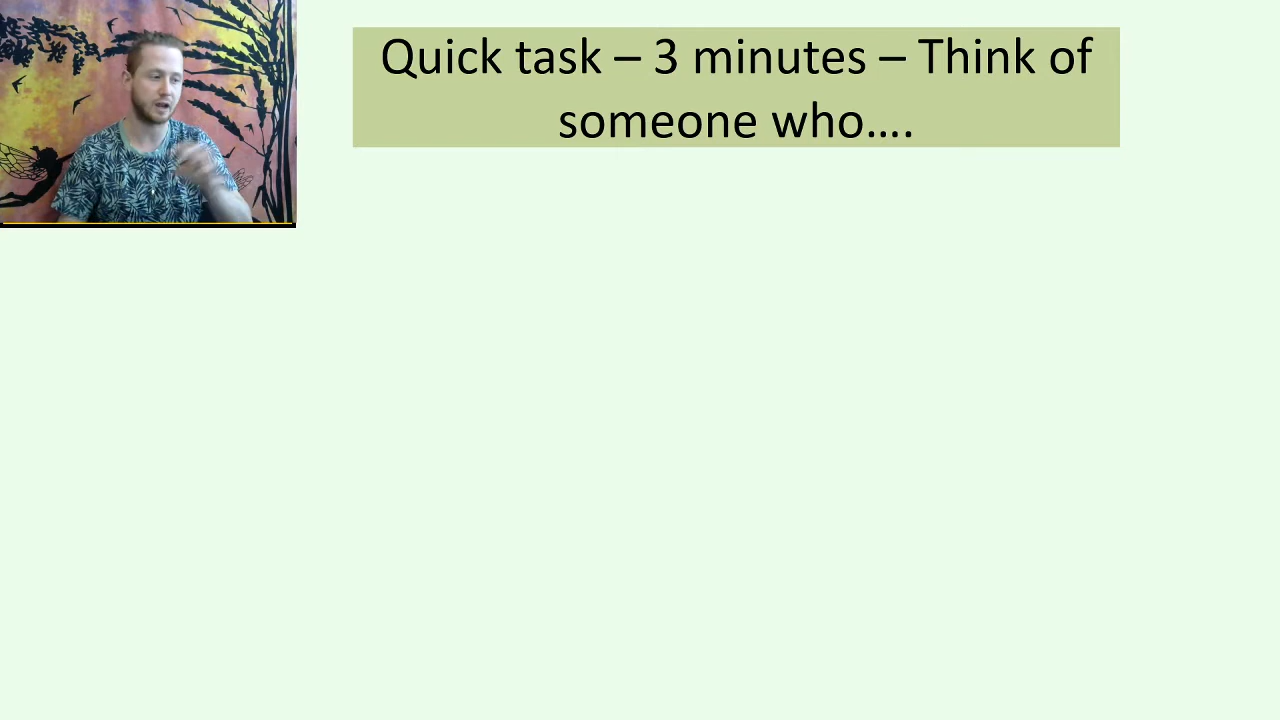 Quick task – 3 minutes – Think of
someone who….